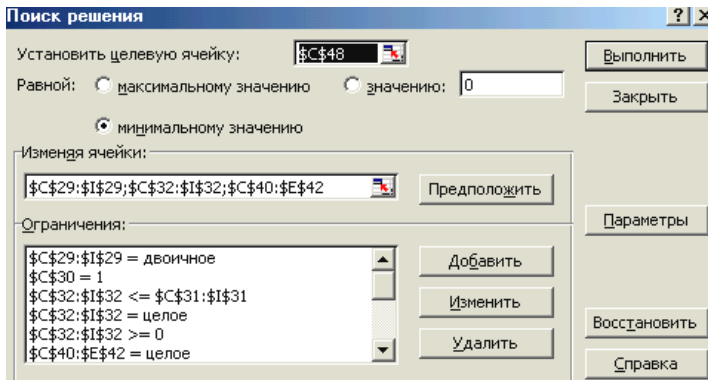 Поиск решения
Установить целевую ячейку: $C$48 Выполнить
Равной: максимальному значению значению: 0 Закрыть
минимальному значению
Изменяя ячейки:
$C$29:$I$29;$C$32:$I$32;$C$40:$E$42 Предположить
Ограничения: Параметры
$C$29:$I$29 = двоичное Добавить
$C$30 = 1
$C$32:$I$32 <= $C$31:$I$31 Изменить
$C$32:$I$32 = целое Восстановить
$C$32:$I$32 >= 0 Удалить
$C$40:$E$42 = целое Справка